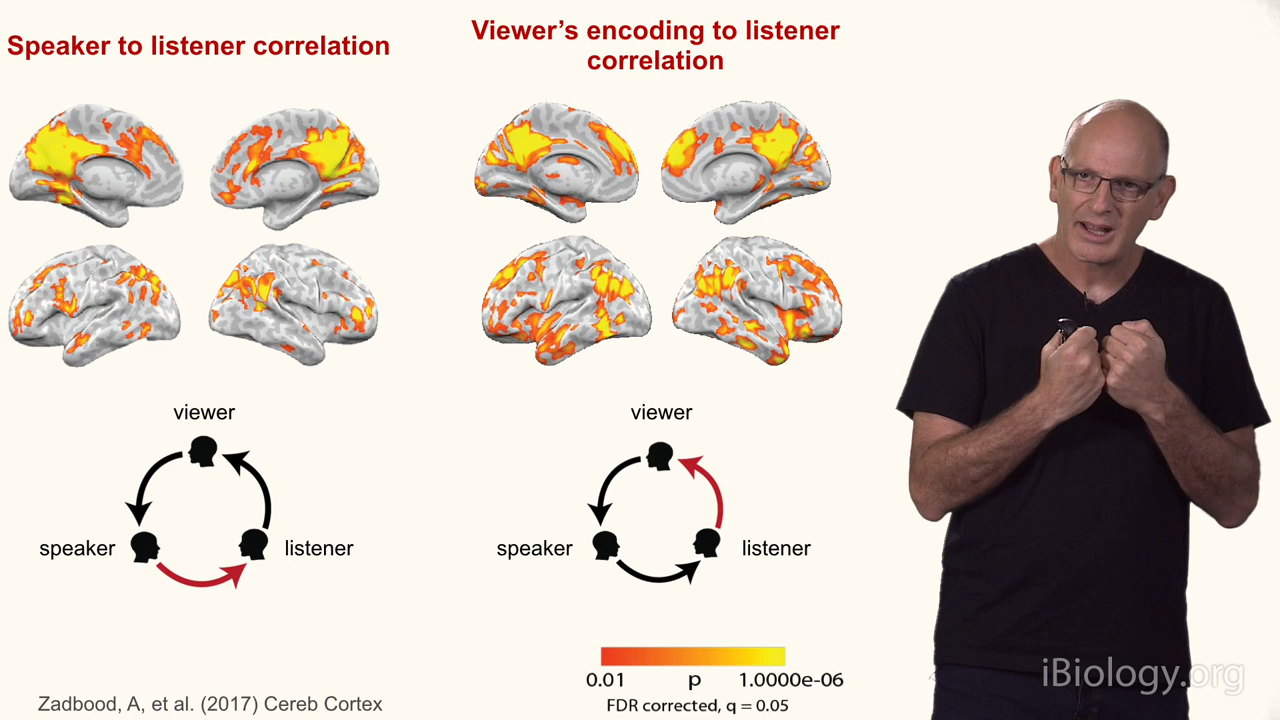 Speaker to listener correlation
Viewer’s encoding to listener
correlation
viewer
speaker
listener
viewer
speaker
listener
0.01 p 1.0000e-06
FDR corrected, q = 0.05
Zadbood, A, et al. (2017) Cereb Cortex
iBiology.org